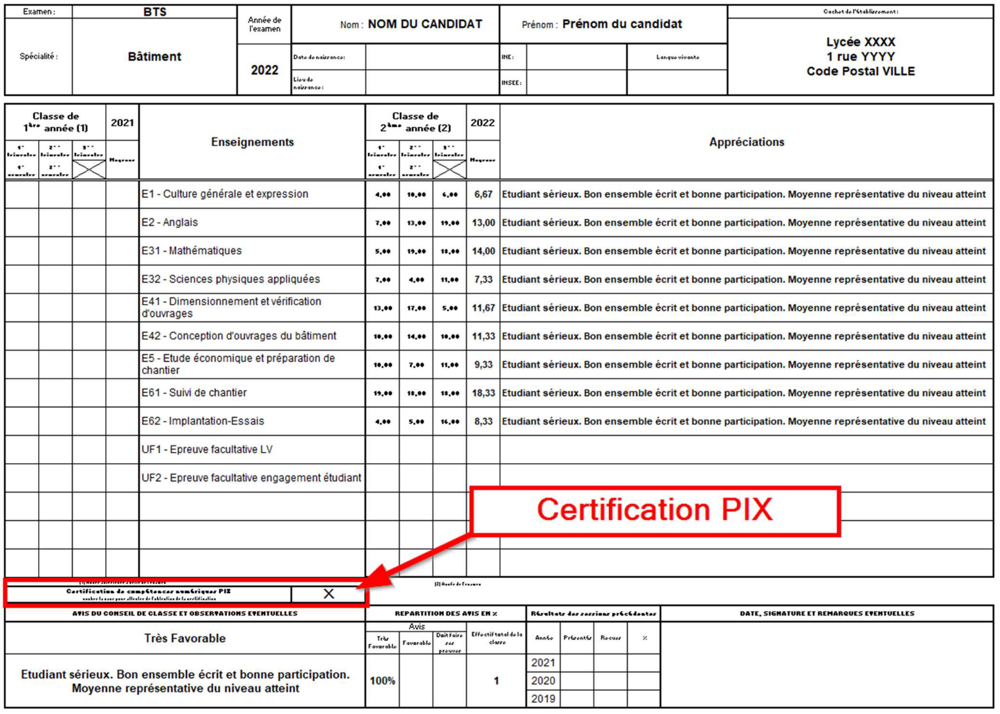 Examen : BTS
Spécialité : Bâtiment
Année de l'examen
2022
Nom : NOM DU CANDIDAT
Prénom : Prénom du candidat
Date de naissance :
Lieu de naissance :
INE :
INSEE :
Langue vivante
Cachet de l'établissement :
Lycée XXXX
1 rue YYYY
Code Postal VILLE
Classe de 1ère année (1) 2021 Enseignements Classe de 2ème année (2) 2022 Appréciations
1er trimestre 2ème trimestre 3ème trimestre Moyenne 1er trimestre 2ème trimestre 3ème trimestre Moyenne
1er semestre 2ème semestre 1er semestre 2ème semestre
E1 - Culture générale et expression 4,00 10,00 6,00 6,67 Etudiant sérieux. Bon ensemble écrit et bonne participation. Moyenne représentative du niveau atteint
E2 - Anglais 7,00 13,00 19,00 13,00 Etudiant sérieux. Bon ensemble écrit et bonne participation. Moyenne représentative du niveau atteint
E31 - Mathématiques 5,00 19,00 18,00 14,00 Etudiant sérieux. Bon ensemble écrit et bonne participation. Moyenne représentative du niveau atteint
E32 - Sciences physiques appliquées 7,00 4,00 11,00 7,33 Etudiant sérieux. Bon ensemble écrit et bonne participation. Moyenne représentative du niveau atteint
E41 - Dimensionnement et vérification d'ouvrages 13,00 17,00 5,00 11,67 Etudiant sérieux. Bon ensemble écrit et bonne participation. Moyenne représentative du niveau atteint
E42 - Conception d'ouvrages du bâtiment 10,00 14,00 10,00 11,33 Etudiant sérieux. Bon ensemble écrit et bonne participation. Moyenne représentative du niveau atteint
E5 - Etude économique et préparation de chantier 10,00 7,00 11,00 9,33 Etudiant sérieux. Bon ensemble écrit et bonne participation. Moyenne représentative du niveau atteint
E61 - Suivi de chantier 19,00 18,00 18,00 18,33 Etudiant sérieux. Bon ensemble écrit et bonne participation. Moyenne représentative du niveau atteint
E62 - Implantation-Essais 4,00 5,00 16,00 8,33 Etudiant sérieux. Bon ensemble écrit et bonne participation. Moyenne représentative du niveau atteint
UF1 - Epreuve facultative LV
UF2 - Epreuve facultative engagement étudiant
Certification PIX
(2) Année de l'examen
Certification de compétences numériques PIX X
AVIS DU CONSEIL DE CLASSE ET OBSERVATIONS EVENTUELLES
Très Favorable
Etudiant sérieux. Bon ensemble écrit et bonne participation.
Moyenne représentative du niveau atteint
REPARTITION DES AVIS EN %
Avis
Très Favorable Favorable Doit faire ses preuves Effectif total de la classe
100% 1
Résultats des sessions précédentes
Année Présentés Reçus %
2021
2020
2019
DATE, SIGNATURE ET REMARQUES EVENTUELLES